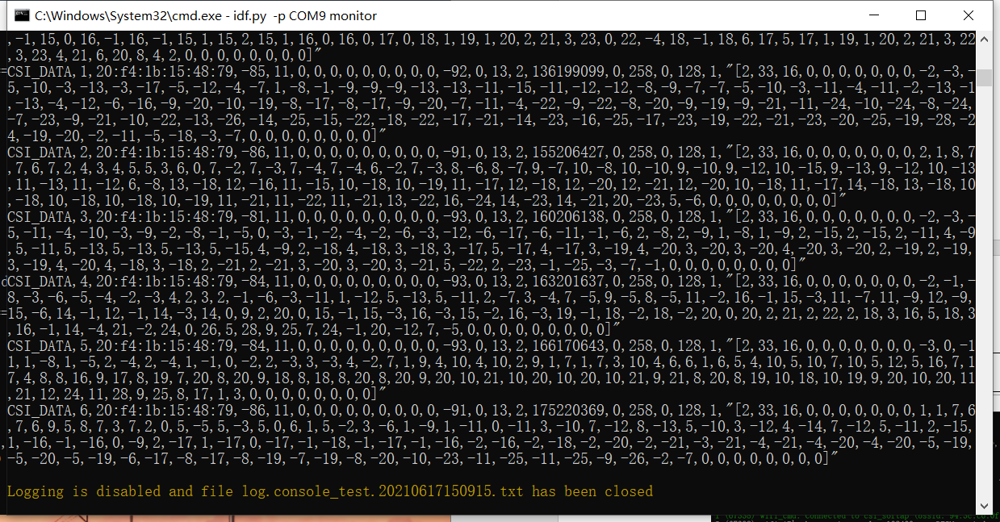 C:\Windows\System32\cmd.exe - idf.py -p COM9 monitor
,-1,15,0,16,-1,16,-1,15,1,15,2,15,1,16,0,16,0,17,0,18,1,19,1,20,2,21,3,23,0,22,-4,18,-1,18,6,17,5,17,1,19,1,20,2,21,3,22
,3,23,4,21,6,20,8,4,2,0,0,0,0,0,0,0,0]"
CSI_DATA,1,20:f4:1b:15:48:79,-85,11,0,0,0,0,0,0,0,0,0,-92,0,13,2,136199099,0,258,0,128,1,"[2,33,16,0,0,0,0,0,0,0,-2,-3,-
5,-10,-3,-13,-3,-17,-5,-12,-4,-7,1,-8,-1,-9,-9,-9,-13,-13,-11,-15,-11,-12,-12,-8,-9,-7,-7,-5,-10,-3,-11,-4,-11,-2,-13,-1
,-13,-4,-12,-6,-16,-9,-20,-10,-19,-8,-17,-8,-17,-9,-20,-7,-11,-4,-22,-9,-22,-8,-20,-9,-19,-9,-21,-11,-24,-10,-24,-8,-24,
-7,-23,-9,-21,-10,-22,-13,-26,-14,-25,-15,-22,-18,-22,-17,-21,-14,-23,-16,-25,-17,-23,-19,-22,-21,-23,-20,-25,-19,-28,-2
4,-19,-20,-2,-11,-5,-18,-3,-7,0,0,0,0,0,0,0,0]"
CSI_DATA,2,20:f4:1b:15:48:79,-86,11,0,0,0,0,0,0,0,0,0,-91,0,13,2,155206427,0,258,0,128,1,"[2,33,16,0,0,0,0,0,0,0,2,1,8,7
,7,6,7,2,4,3,4,5,5,3,6,0,7,-2,7,-3,7,-4,7,-4,6,-2,7,-3,8,-6,8,-7,9,-7,10,-8,10,-10,9,-10,9,-12,10,-15,9,-13,9,-12,10,-13
,11,-13,11,-12,6,-8,13,-18,12,-16,11,-15,10,-18,10,-19,11,-17,12,-18,12,-20,12,-21,12,-20,10,-18,11,-17,14,-18,13,-18,10
,-18,10,-18,10,-18,10,-19,11,-21,11,-22,11,-21,13,-22,16,-24,14,-23,14,-21,20,-23,5,-6,0,0,0,0,0,0,0,0]"
CSI_DATA,3,20:f4:1b:15:48:79,-81,11,0,0,0,0,0,0,0,0,0,-93,0,13,2,160206138,0,258,0,128,1,"[2,33,16,0,0,0,0,0,0,0,-2,-3,-
5,-11,-4,-10,-3,-9,-2,-8,-1,-5,0,-3,-1,-2,-4,-2,-6,-3,-12,-6,-17,-6,-11,-1,-6,2,-8,2,-9,1,-8,1,-9,2,-15,2,-15,2,-11,4,-9
,5,-11,5,-13,5,-13,5,-13,5,-15,4,-9,2,-18,4,-18,3,-18,3,-17,5,-17,4,-17,3,-19,4,-20,3,-20,3,-20,4,-20,3,-20,2,-19,2,-19,
3,-19,4,-20,4,-18,3,-18,2,-21,2,-21,3,-20,3,-20,3,-21,5,-22,2,-23,-1,-25,-3,-7,-1,0,0,0,0,0,0,0,0]"
CSI_DATA,4,20:f4:1b:15:48:79,-84,11,0,0,0,0,0,0,0,0,0,-93,0,13,2,163201637,0,258,0,128,1,"[2,33,16,0,0,0,0,0,0,0,-2,-1,-
8,-3,-6,-5,-4,-2,-3,4,2,3,2,-1,-6,-3,-11,1,-12,5,-13,5,-11,2,-7,3,-4,7,-5,9,-5,8,-5,11,-2,16,-1,15,-3,11,-7,11,-9,12,-9,
15,-6,14,-1,12,-1,14,-3,14,0,9,2,20,0,15,-1,15,-3,16,-3,15,-2,16,-3,19,-1,18,-2,18,-2,20,0,20,2,21,2,22,2,18,3,16,5,18,3
,16,-1,14,-4,21,-2,24,0,26,5,28,9,25,7,24,-1,20,-12,7,-5,0,0,0,0,0,0,0,0]"
CSI_DATA,5,20:f4:1b:15:48:79,-84,11,0,0,0,0,0,0,0,0,0,-93,0,13,2,166170643,0,258,0,128,1,"[2,33,16,0,0,0,0,0,0,0,-3,0,-1
1,1,-8,1,-5,2,-4,2,-4,1,-1,0,-2,2,-3,3,-3,4,-2,7,1,9,4,10,4,10,2,9,1,7,1,7,3,10,4,6,6,1,6,5,4,10,5,10,7,10,5,12,5,16,7,1
7,4,8,8,16,9,17,8,19,7,20,8,20,9,18,8,18,8,20,8,20,9,20,10,21,10,20,10,20,10,21,9,21,8,20,8,19,10,18,10,19,9,20,10,20,11
,21,12,24,11,28,9,25,8,17,1,3,0,0,0,0,0,0,0,0]"
CSI_DATA,6,20:f4:1b:15:48:79,-86,11,0,0,0,0,0,0,0,0,0,-91,0,13,2,175220369,0,258,0,128,1,"[2,33,16,0,0,0,0,0,0,0,1,1,7,6
,7,6,9,5,8,7,3,7,2,0,5,-5,5,-3,5,0,6,1,5,-2,3,-6,1,-9,1,-11,0,-11,3,-10,7,-12,8,-13,5,-10,3,-12,4,-14,7,-12,5,-11,2,-15,
1,-16,-1,-16,0,-9,2,-17,1,-17,0,-17,-1,-18,-1,-17,-1,-16,-2,-16,-2,-18,-2,-20,-2,-21,-3,-21,-4,-21,-4,-20,-4,-20,-5,-19,
-5,-20,-5,-19,-6,-17,-8,-17,-8,-19,-7,-19,-8,-20,-10,-23,-11,-25,-11,-25,-9,-26,-2,-7,0,0,0,0,0,0,0,0]"
Logging is disabled and file log.console_test.20210617150915.txt has been closed